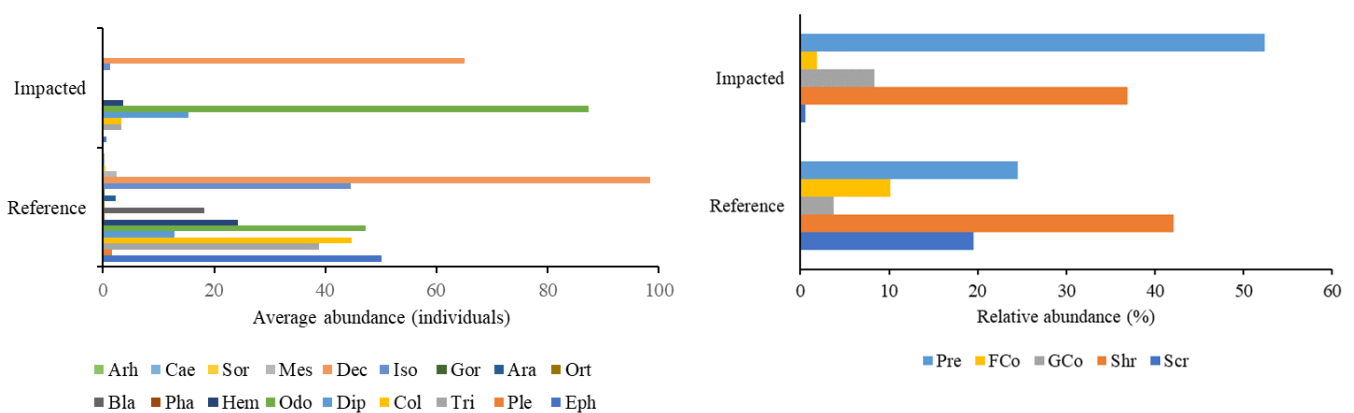 Impacted
Reference
0 20 40 60 80 100
Average abundance (individuals)
Arh Cae Sor Mes Dec Iso Gor Ara Ort
Bla Pha Hem Odo Dip Col Tri Ple Eph
Impacted
Reference
0 10 20 30 40 50 60
Relative abundance (%)
Pre FCo GCo Shr Scr